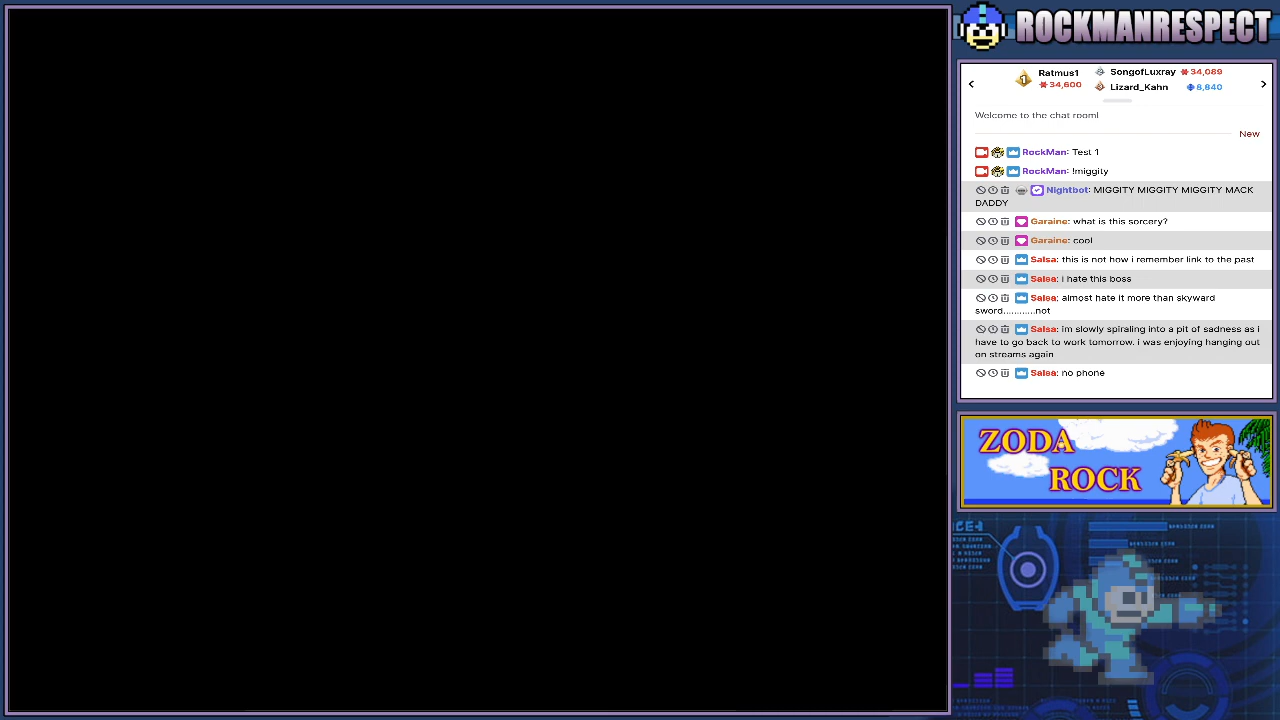 ROCKMANRESPECT
Ratmus1
34,600
SongofLuxray 34,089
Lizard_Kahn 8,840
Welcome to the chat room!
New
RockMan: Test 1
RockMan: !miggity
Nightbot: MIGGITY MIGGITY MIGGITY MACK
DADDY
Garaine: what is this sorcery?
Garaine: cool
Salsa: this is not how i remember link to the past
Salsa: i hate this boss
Salsa: almost hate it more than skyward
sword............not
Salsa: im slowly spiraling into a pit of sadness as i
have to go back to work tomorrow. i was enjoying hanging out
on streams again
Salsa: no phone
ZODA
ROCK